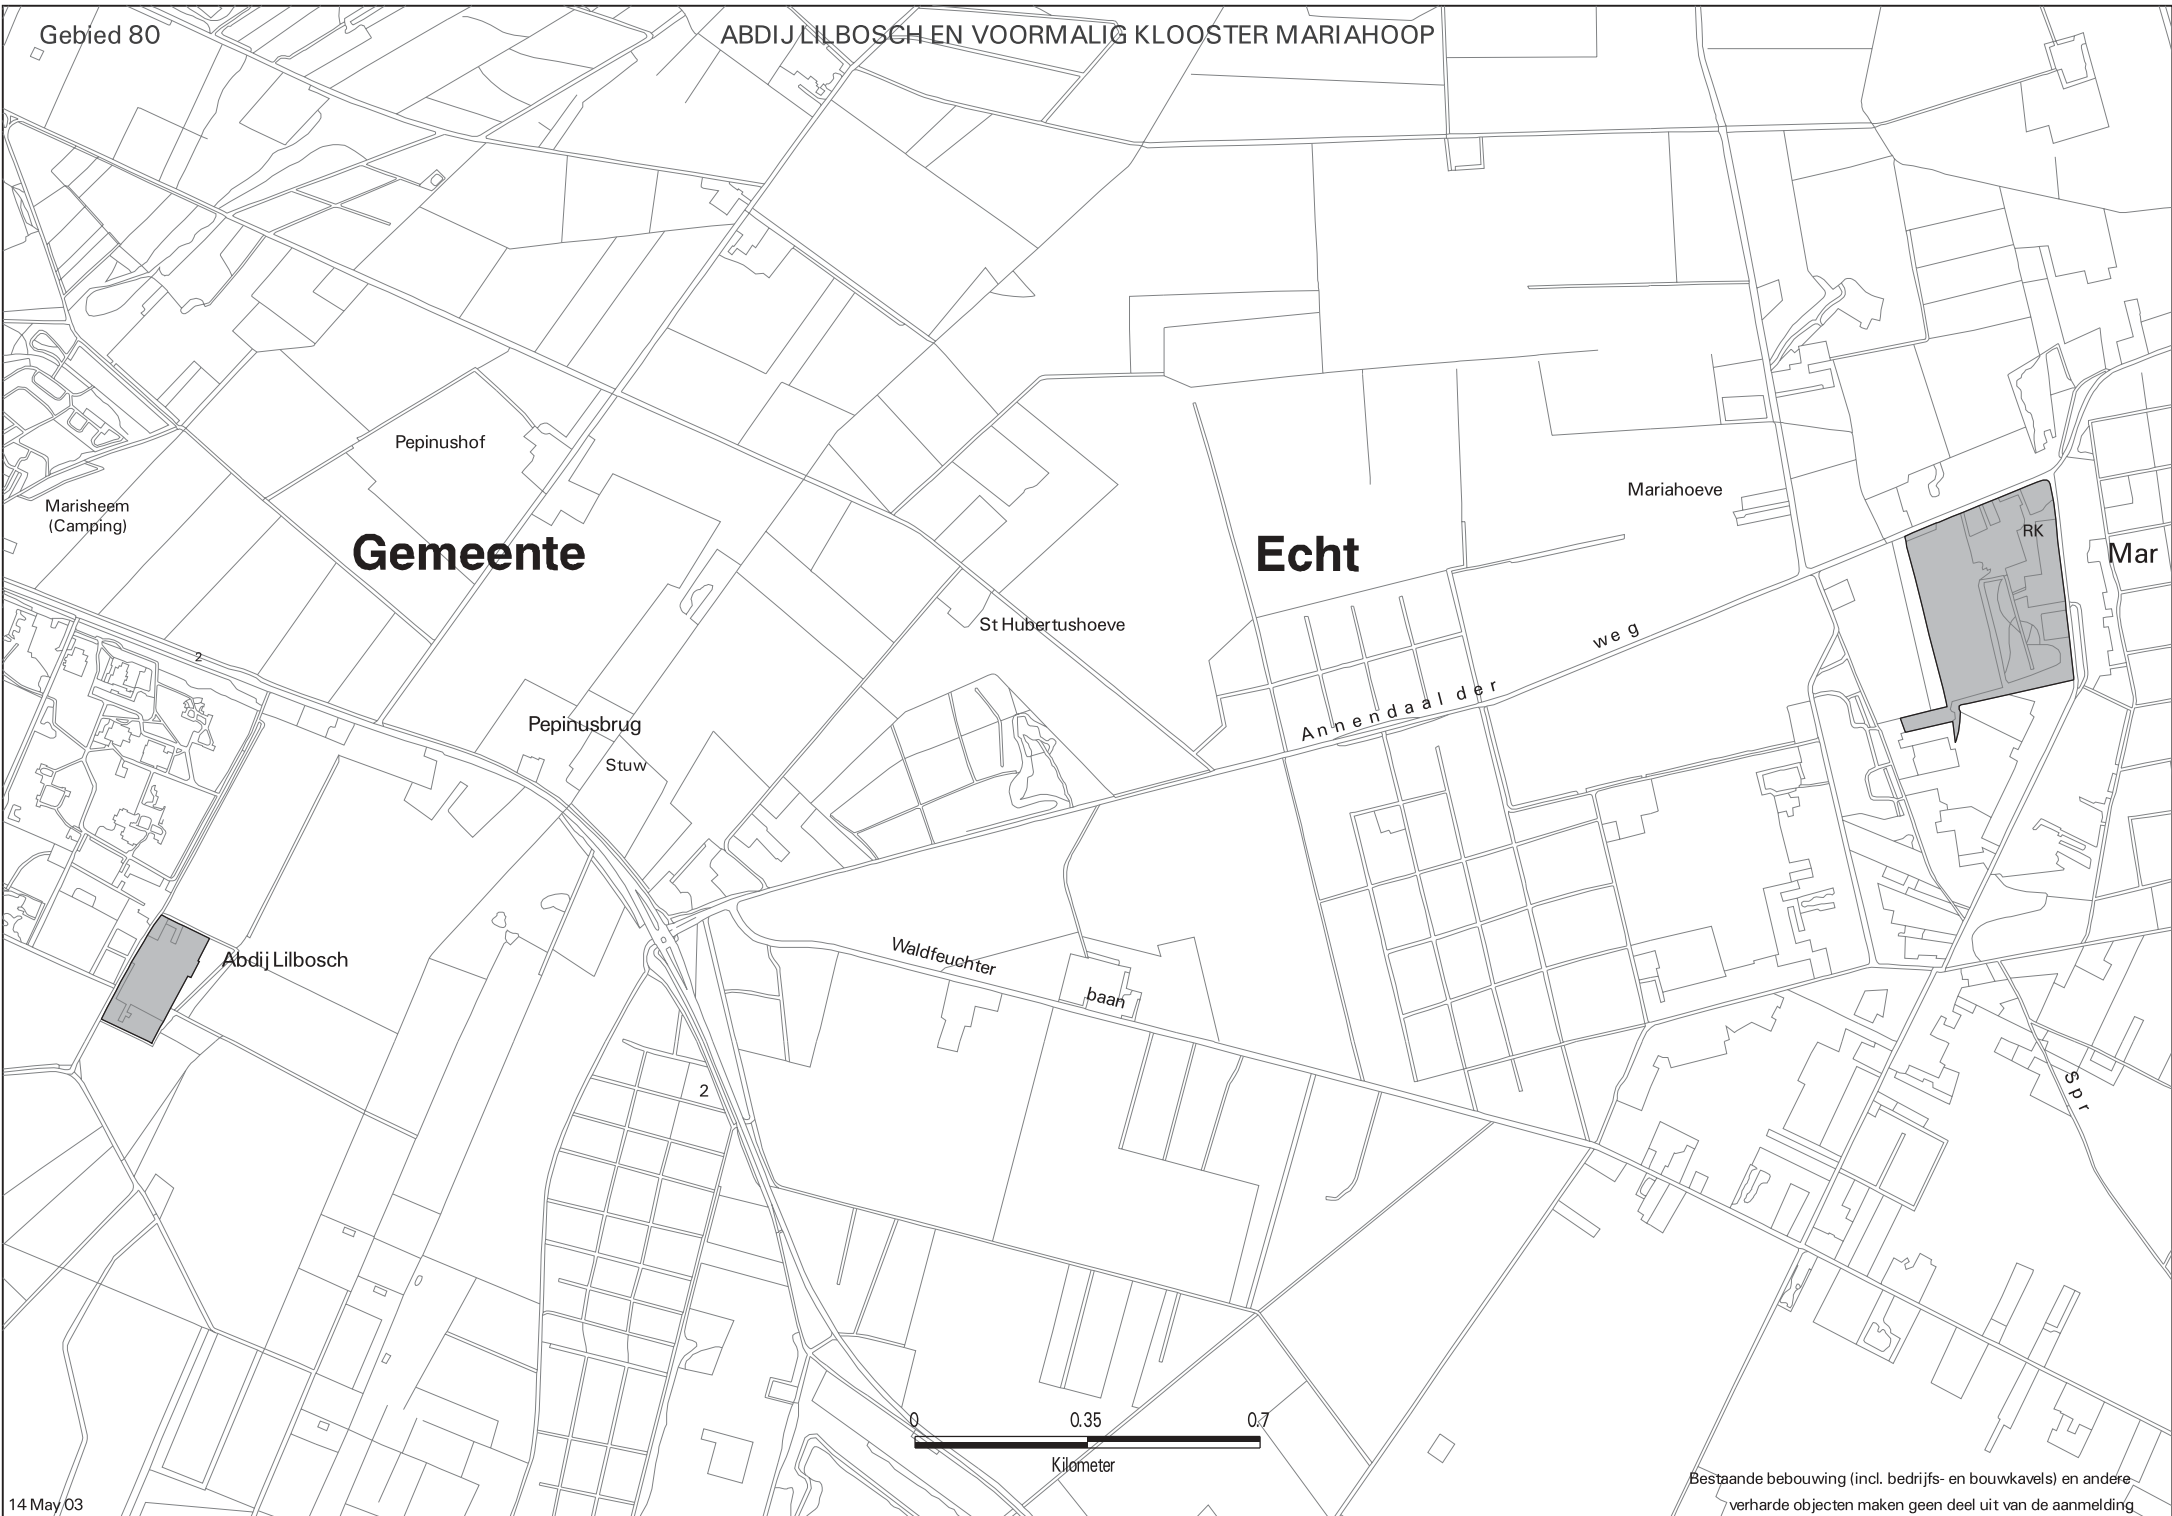 Gebied 80
ABDIJ LILBOSCH EN VOORMALIG KLOOSTER MARIAHOOP
Pepinushof
Marisheem
(Camping)
Mariahoeve
RK
Gemeente
Echt
Mar
St Hubertushoeve
weg
2
Annendaalder
Pepinusbrug
Stuw
Abdij Lilbosch
Waldfeuchter
baan
2
Spr
0 0.35 0.7
Kilometer
Bestaande bebouwing (incl. bedrijfs- en bouwkavels) en andere
verharde objecten maken geen deel uit van de aanmelding
14 May 03